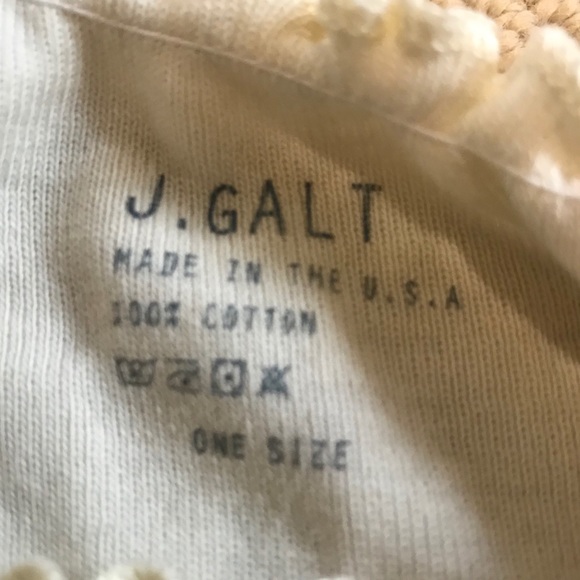 J.GALT
MADE IN THE U.S.A
100% COTTON
ONE SIZE